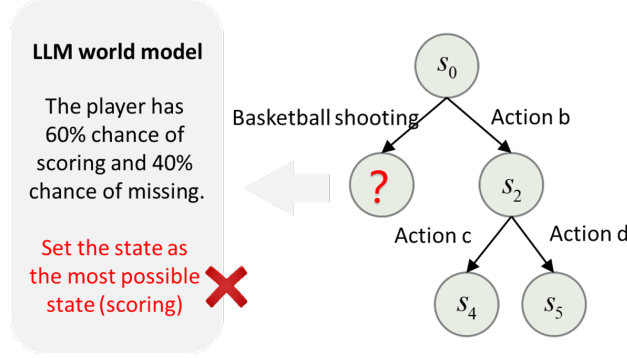 LLM world model
The player has
60% chance of
scoring and 40%
chance of missing.
Set the state as
the most possible
state (scoring)
s0
Basketball shooting
Action b
?
s2
Action c
Action d
s4
s5